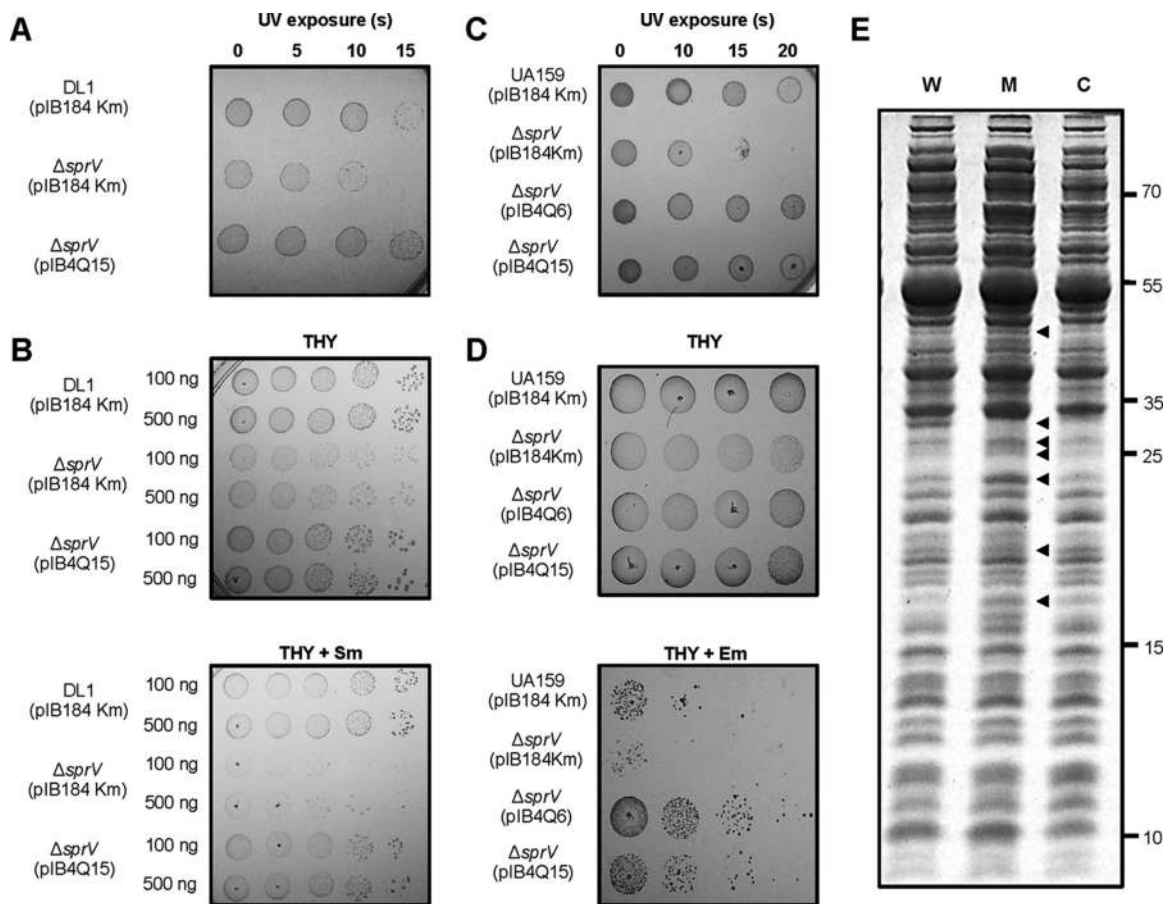 A
UV exposure (s)
0 5 10 15
DL1
(pIB184 Km)
ΔsprV
(pIB184 Km)
ΔsprV
(pIB4Q15)
B
THY
DL1
(pIB184 Km)
100 ng
500 ng
ΔsprV
(pIB184 Km)
100 ng
500 ng
ΔsprV
(pIB4Q15)
100 ng
500 ng
THY + Sm
DL1
(pIB184 Km)
100 ng
500 ng
ΔsprV
(pIB184 Km)
100 ng
500 ng
ΔsprV
(pIB4Q15)
100 ng
500 ng
C
UV exposure (s)
0 10 15 20
UA159
(pIB184 Km)
ΔsprV
(pIB184Km)
ΔsprV
(pIB4Q6)
ΔsprV
(pIB4Q15)
D
THY
UA159
(pIB184 Km)
ΔsprV
(pIB184Km)
ΔsprV
(pIB4Q6)
ΔsprV
(pIB4Q15)
THY + Em
UA159
(pIB184 Km)
ΔsprV
(pIB184Km)
ΔsprV
(pIB4Q6)
ΔsprV
(pIB4Q15)
E
W M C
70
55
35
25
15
10